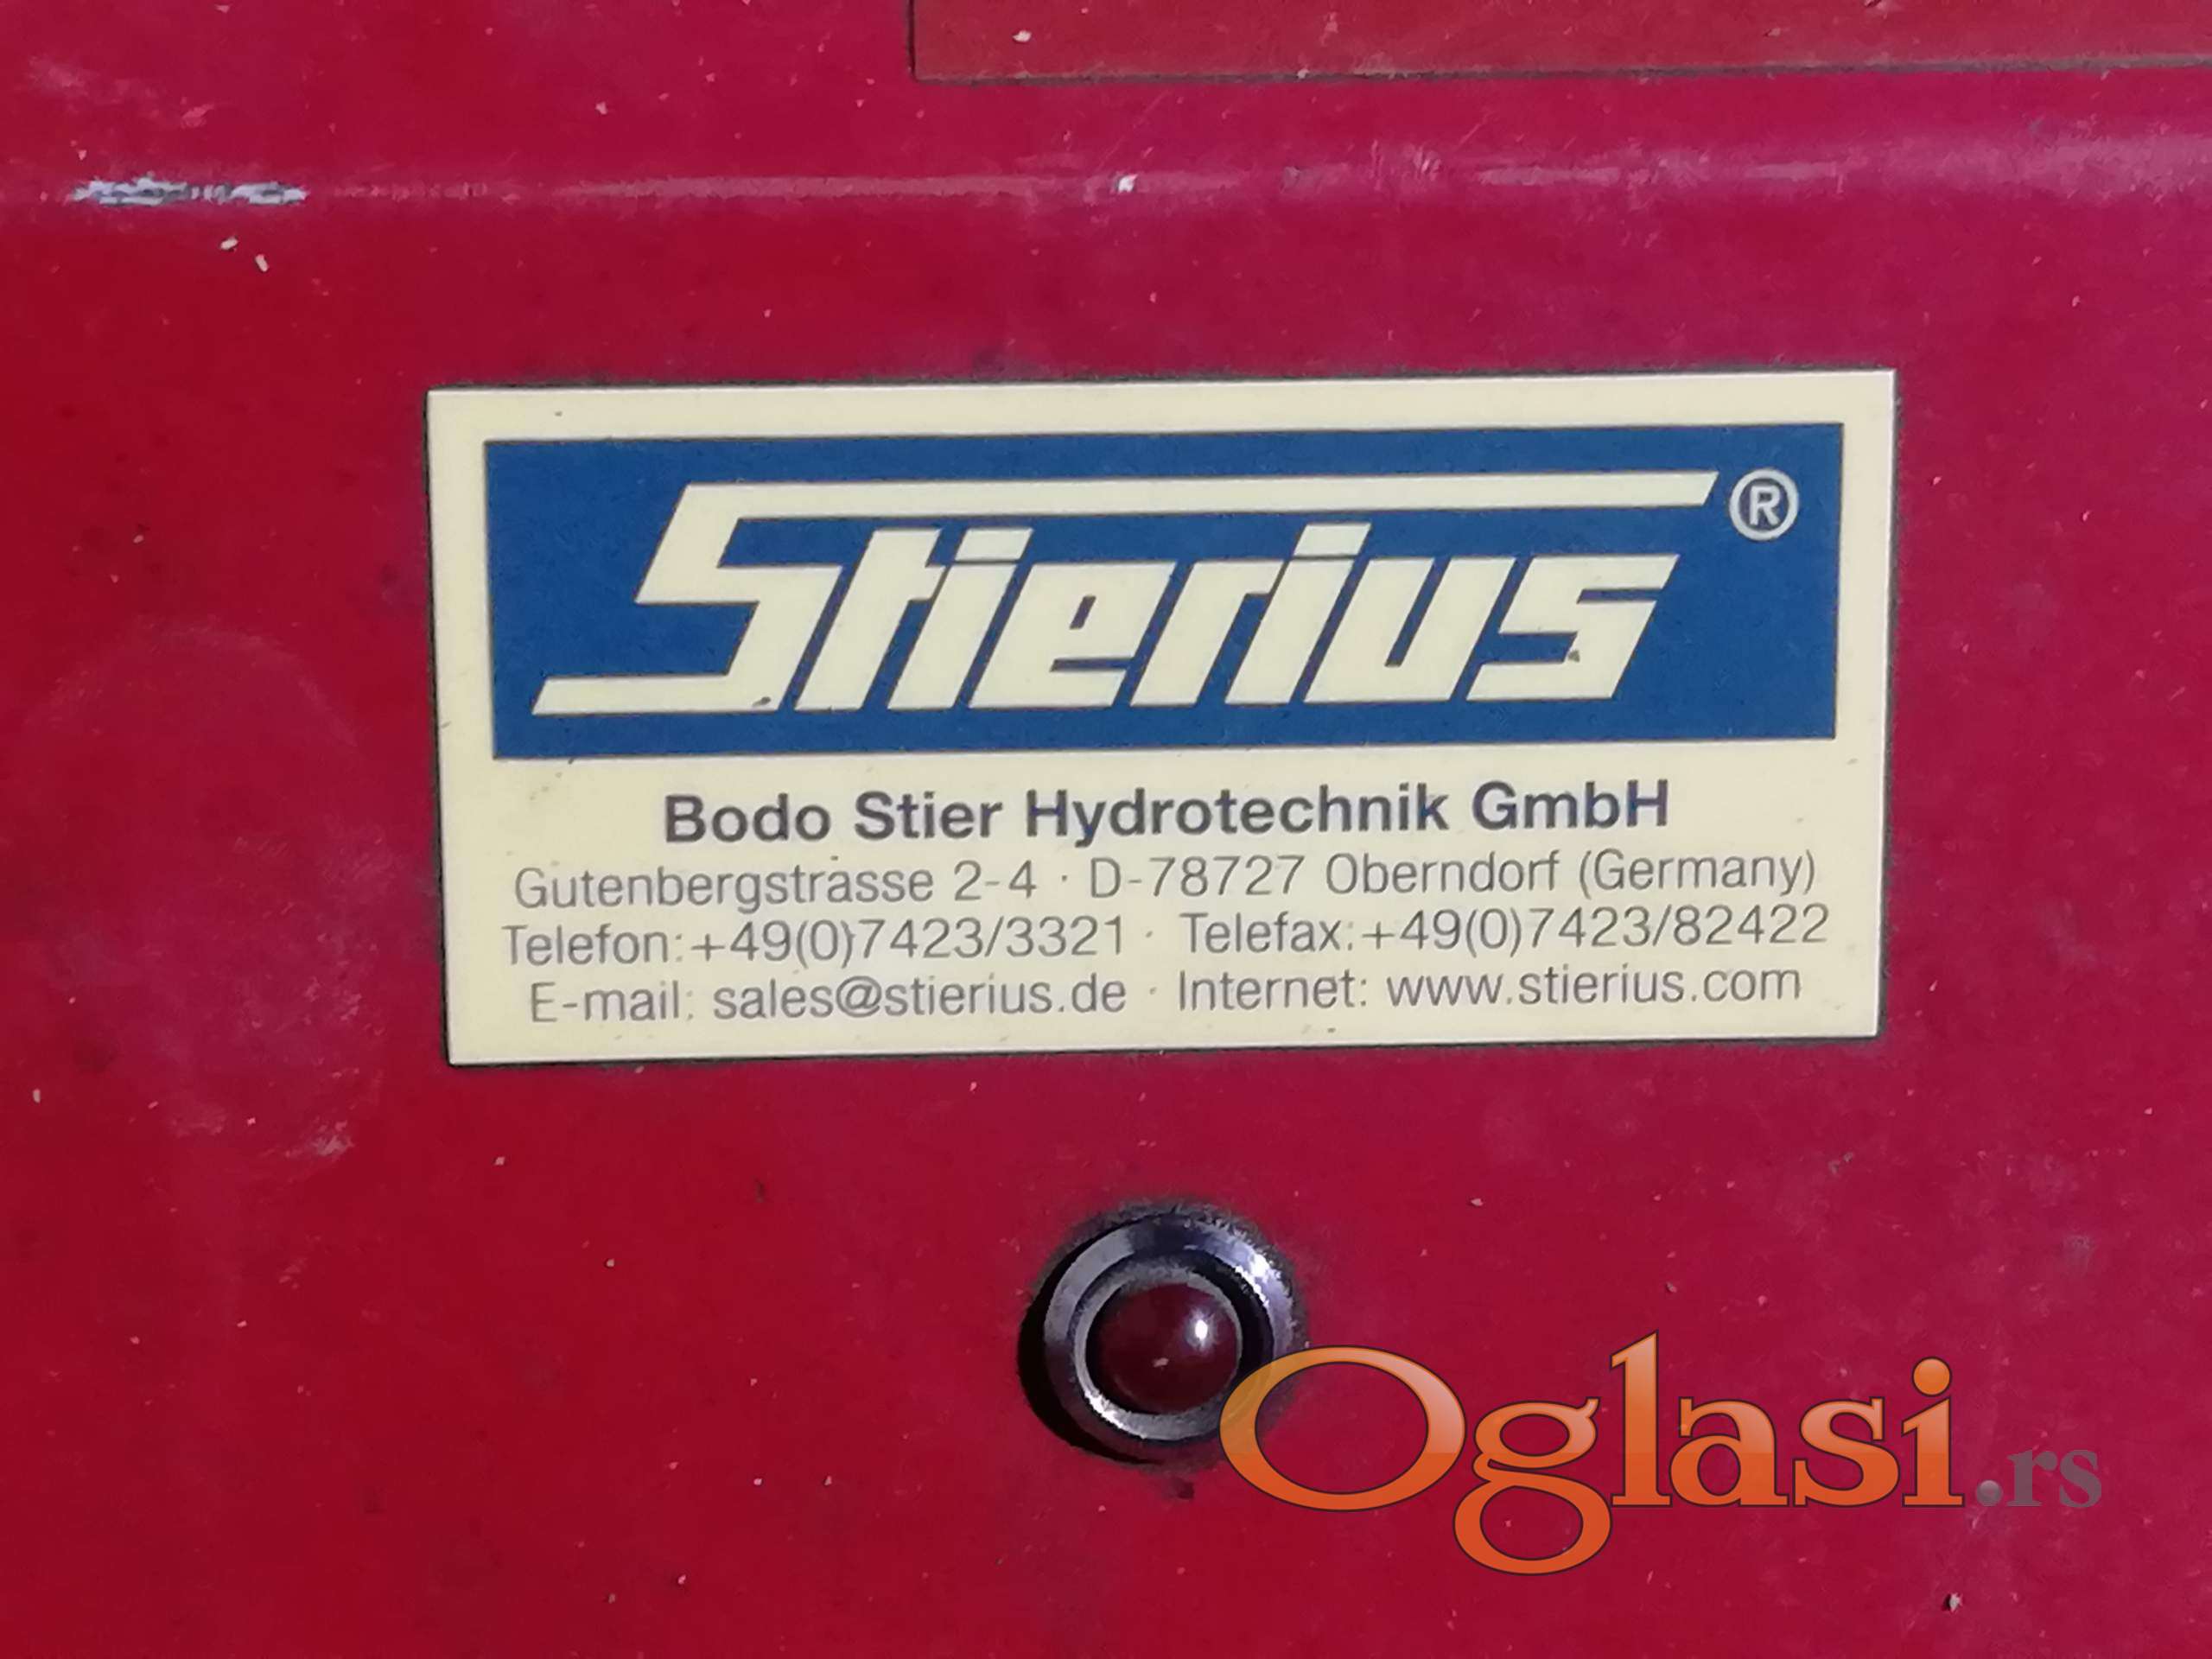 Stierius®
Bodo Stier Hydrotechnik GmbH
Gutenbergstrasse 2-4 · D-78727 Oberndorf (Germany)
Telefon:+49(0)7423/3321 · Telefax:+49(0)7423/82422
E-mail: sales@stierius.de · Internet: www.stierius.com
Oglasi.rs